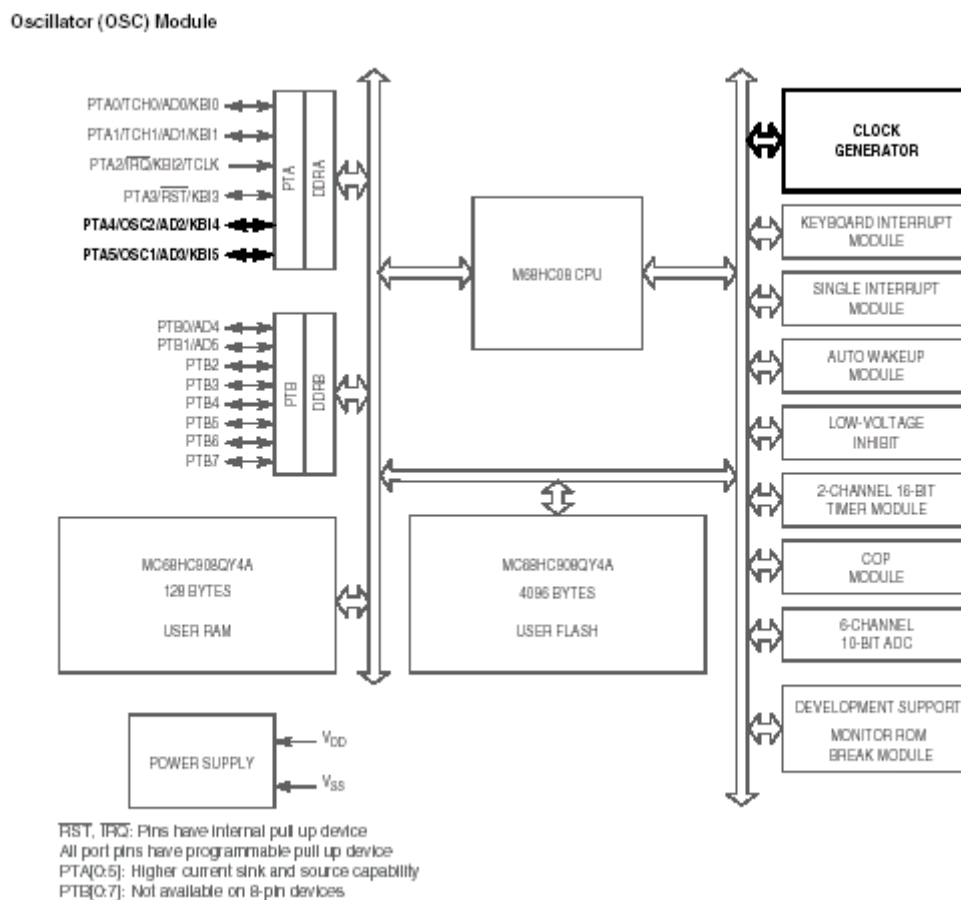 Oscillator (OSC) Module
PTA0/TCH0/AD0/KBI0
PTA1/TCH1/AD1/KBI1
PTA2/IRQ/KBI2/TCLK
PTA3/RST/KBI3
PTA4/OSC2/AD2/KBI4
PTA5/OSC1/AD3/KBI5
PTA
DDRA
PTB0/AD4
PTB1/AD5
PTB2
PTB3
PTB4
PTB5
PTB6
PTB7
PTB
DDRB
M68HC08 CPU
CLOCK
GENERATOR
KEYBOARD INTERRUPT
MODULE
SINGLE INTERRUPT
MODULE
AUTO WAKEUP
MODULE
LOW-VOLTAGE
INHIBIT
2-CHANNEL 16-BIT
TIMER MODULE
COP
MODULE
6-CHANNEL
10-BIT ADC
DEVELOPMENT SUPPORT
MONITOR ROM
BREAK MODULE
MC68HC908QY4A
128 BYTES
USER RAM
MC68HC908QY4A
4096 BYTES
USER FLASH
POWER SUPPLY
VDD
VSS
RST, IRQ: Pins have internal pull up device
All port pins have programmable pull up device
PTA[0:5]: Higher current sink and source capability
PTB[0:7]: Not available on 8-pin devices